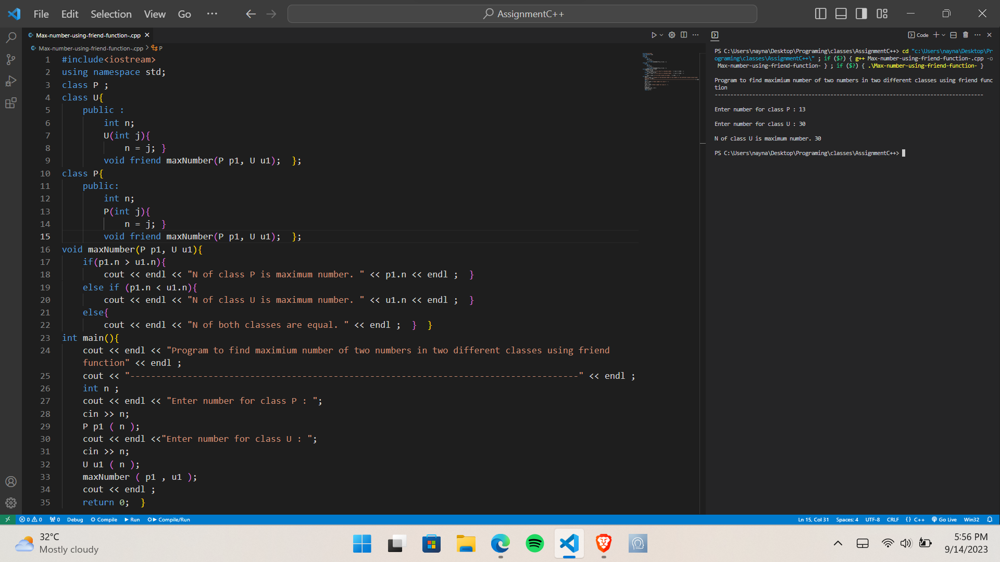 File Edit Selection View Go ··· AssignmentC++
Max-number-using-friend-function-.cpp
Code
Max-number-using-friend-function-.cpp > P
1 #include<iostream>
2 using namespace std;
3 class P ;
4 class U{
5 public :
6 int n;
7 U(int j){
8 n = j; }
9 void friend maxNumber(P p1, U u1); };
10 class P{
11 public:
12 int n;
13 P(int j){
14 n = j; }
15 void friend maxNumber(P p1, U u1); };
16 void maxNumber(P p1, U u1){
17 if(p1.n > u1.n){
18 cout << endl << "N of class P is maximum number. " << p1.n << endl ; }
19 else if (p1.n < u1.n){
20 cout << endl << "N of class U is maximum number. " << u1.n << endl ; }
21 else{
22 cout << endl << "N of both classes are equal. " << endl ; } }
23 int main(){
24 cout << endl << "Program to find maximium number of two numbers in two different classes using friend
function" << endl ;
25 cout << "--------------------------------------------------------------------------------------" << endl ;
26 int n ;
27 cout << endl << "Enter number for class P : ";
28 cin >> n;
29 P p1 ( n );
30 cout << endl <<"Enter number for class U : ";
31 cin >> n;
32 U u1 ( n );
33 maxNumber ( p1 , u1 );
34 cout << endl ;
35 return 0; }
PS C:\Users\nayna\Desktop\Programing\classes\AssignmentC++> cd "c:\Users\nayna\Desktop\Pr
ograming\classes\AssignmentC++\" ; if ($?) { g++ Max-number-using-friend-function-.cpp -o
Max-number-using-friend-function- } ; if ($?) { .\Max-number-using-friend-function- }
Program to find maximium number of two numbers in two different classes using friend func
tion
--------------------------------------------------------------------------------------
Enter number for class P : 13
Enter number for class U : 30
N of class U is maximum number. 30
PS C:\Users\nayna\Desktop\Programing\classes\AssignmentC++>
0 0 0 Debug Compile Run Compile/Run Ln 15, Col 31 Spaces: 4 UTF-8 CRLF {} C++ Go Live Win32
32°C
Mostly cloudy
5:56 PM
9/14/2023